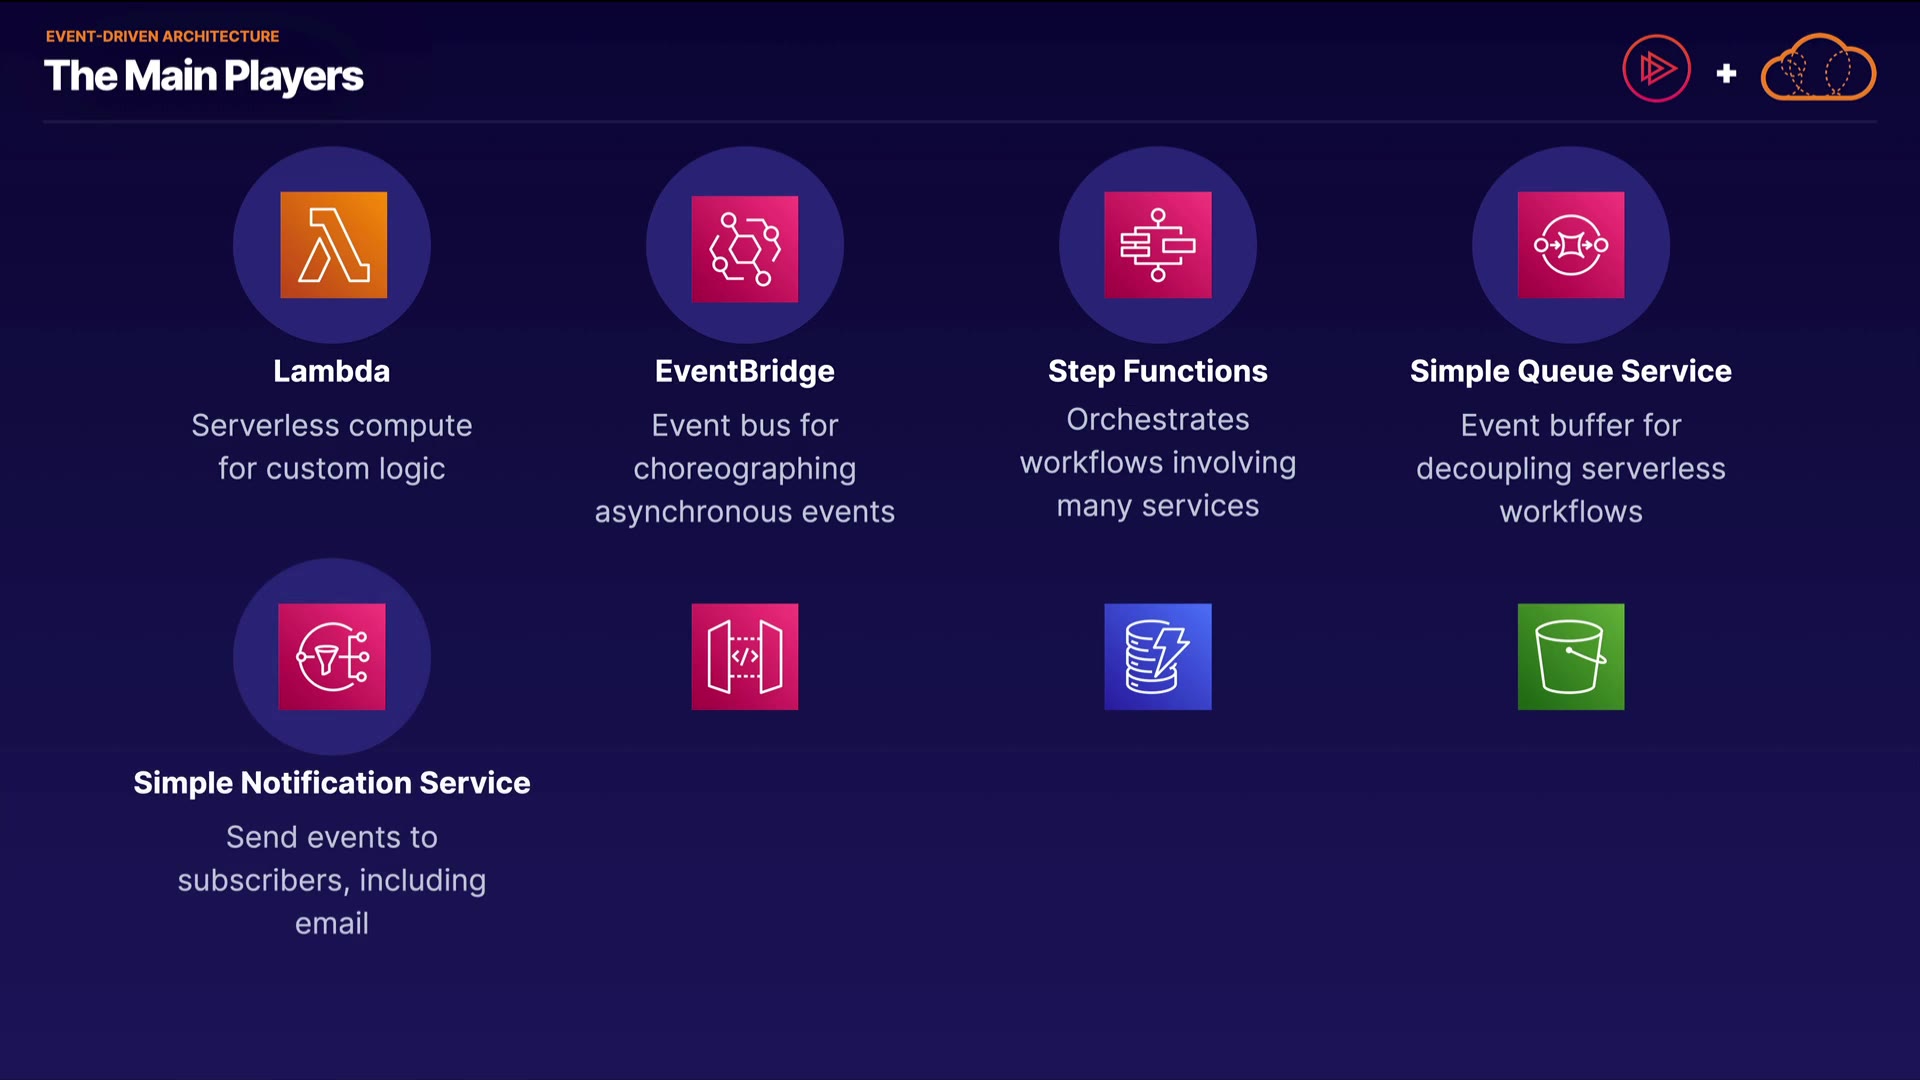 EVENT-DRIVEN ARCHITECTURE
The Main Players
Lambda
Serverless compute
for custom logic
EventBridge
Event bus for
choreographing
asynchronous events
Step Functions
Orchestrates
workflows involving
many services
Simple Queue Service
Event buffer for
decoupling serverless
workflows
Simple Notification Service
Send events to
subscribers, including
email